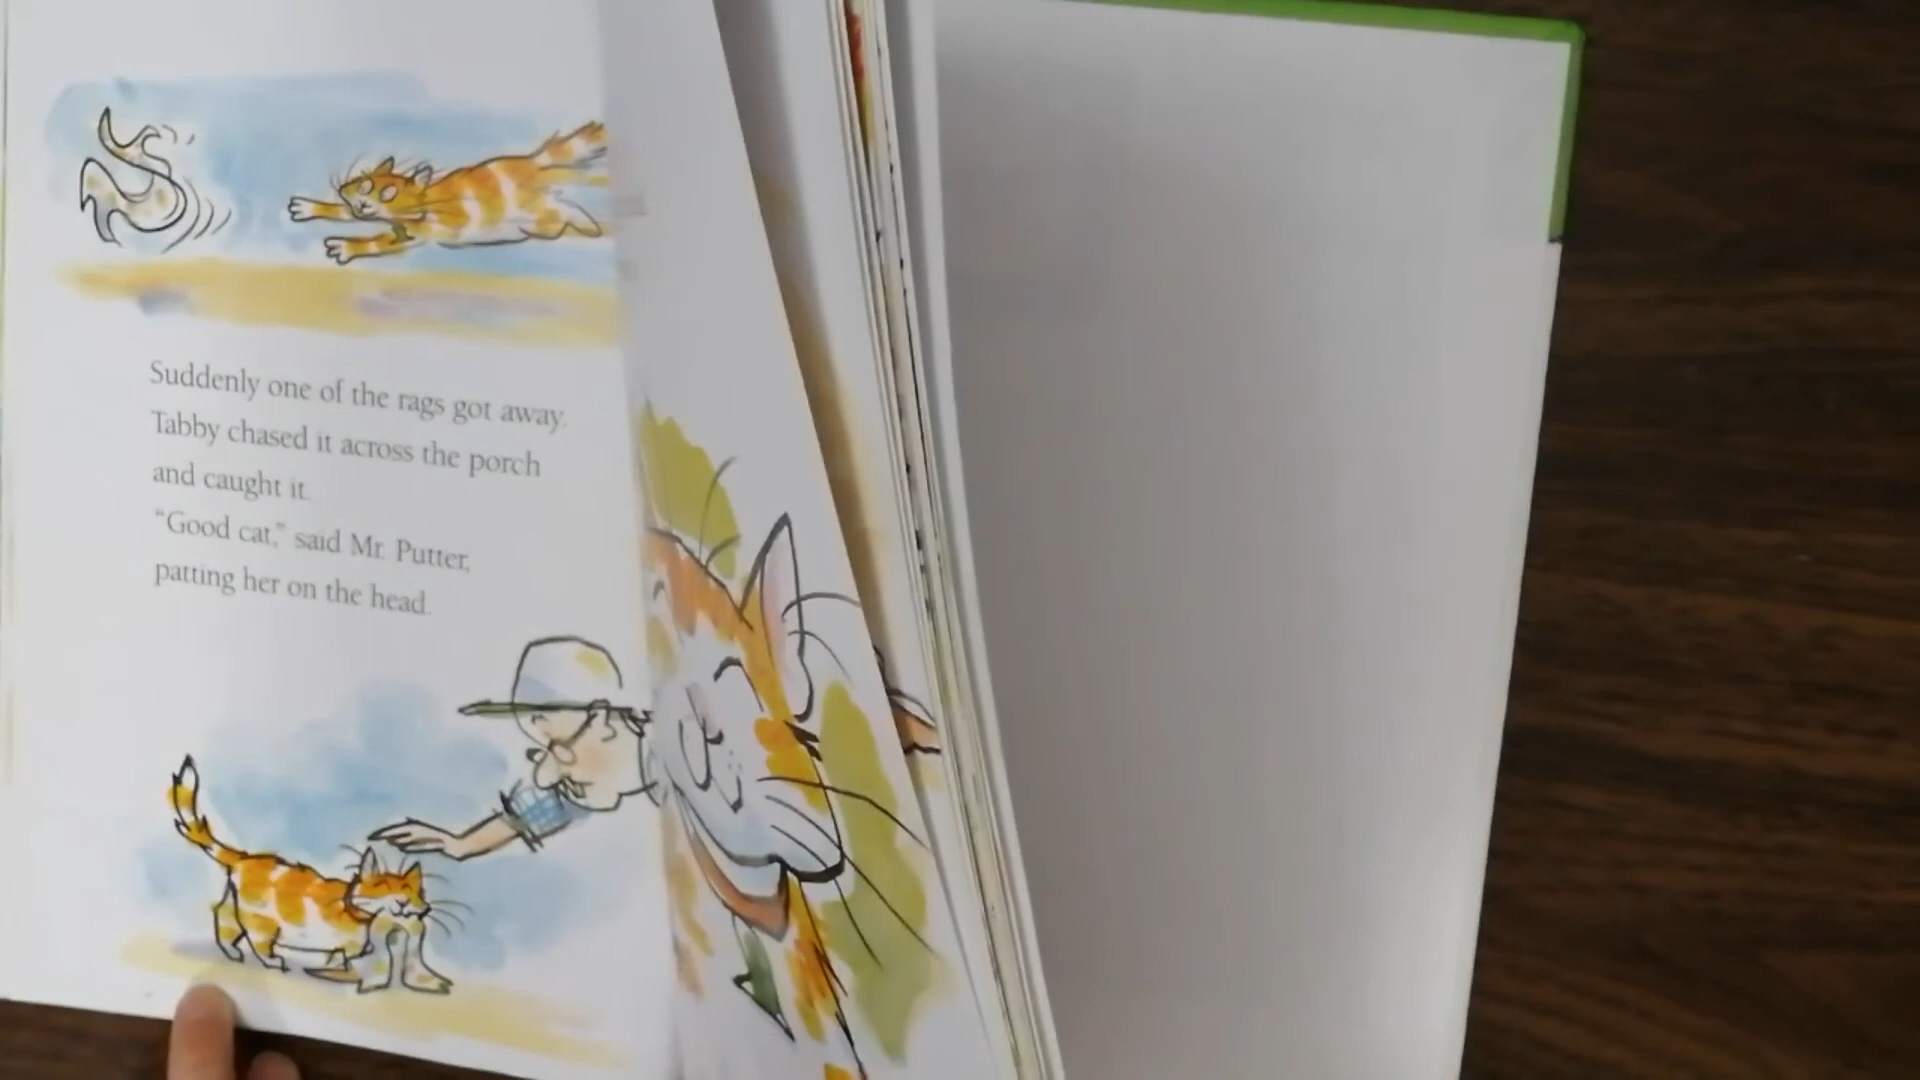 Suddenly one of the rags got away.
Tabby chased it across the porch
and caught it.
“Good cat,” said Mr. Putter,
patting her on the head.